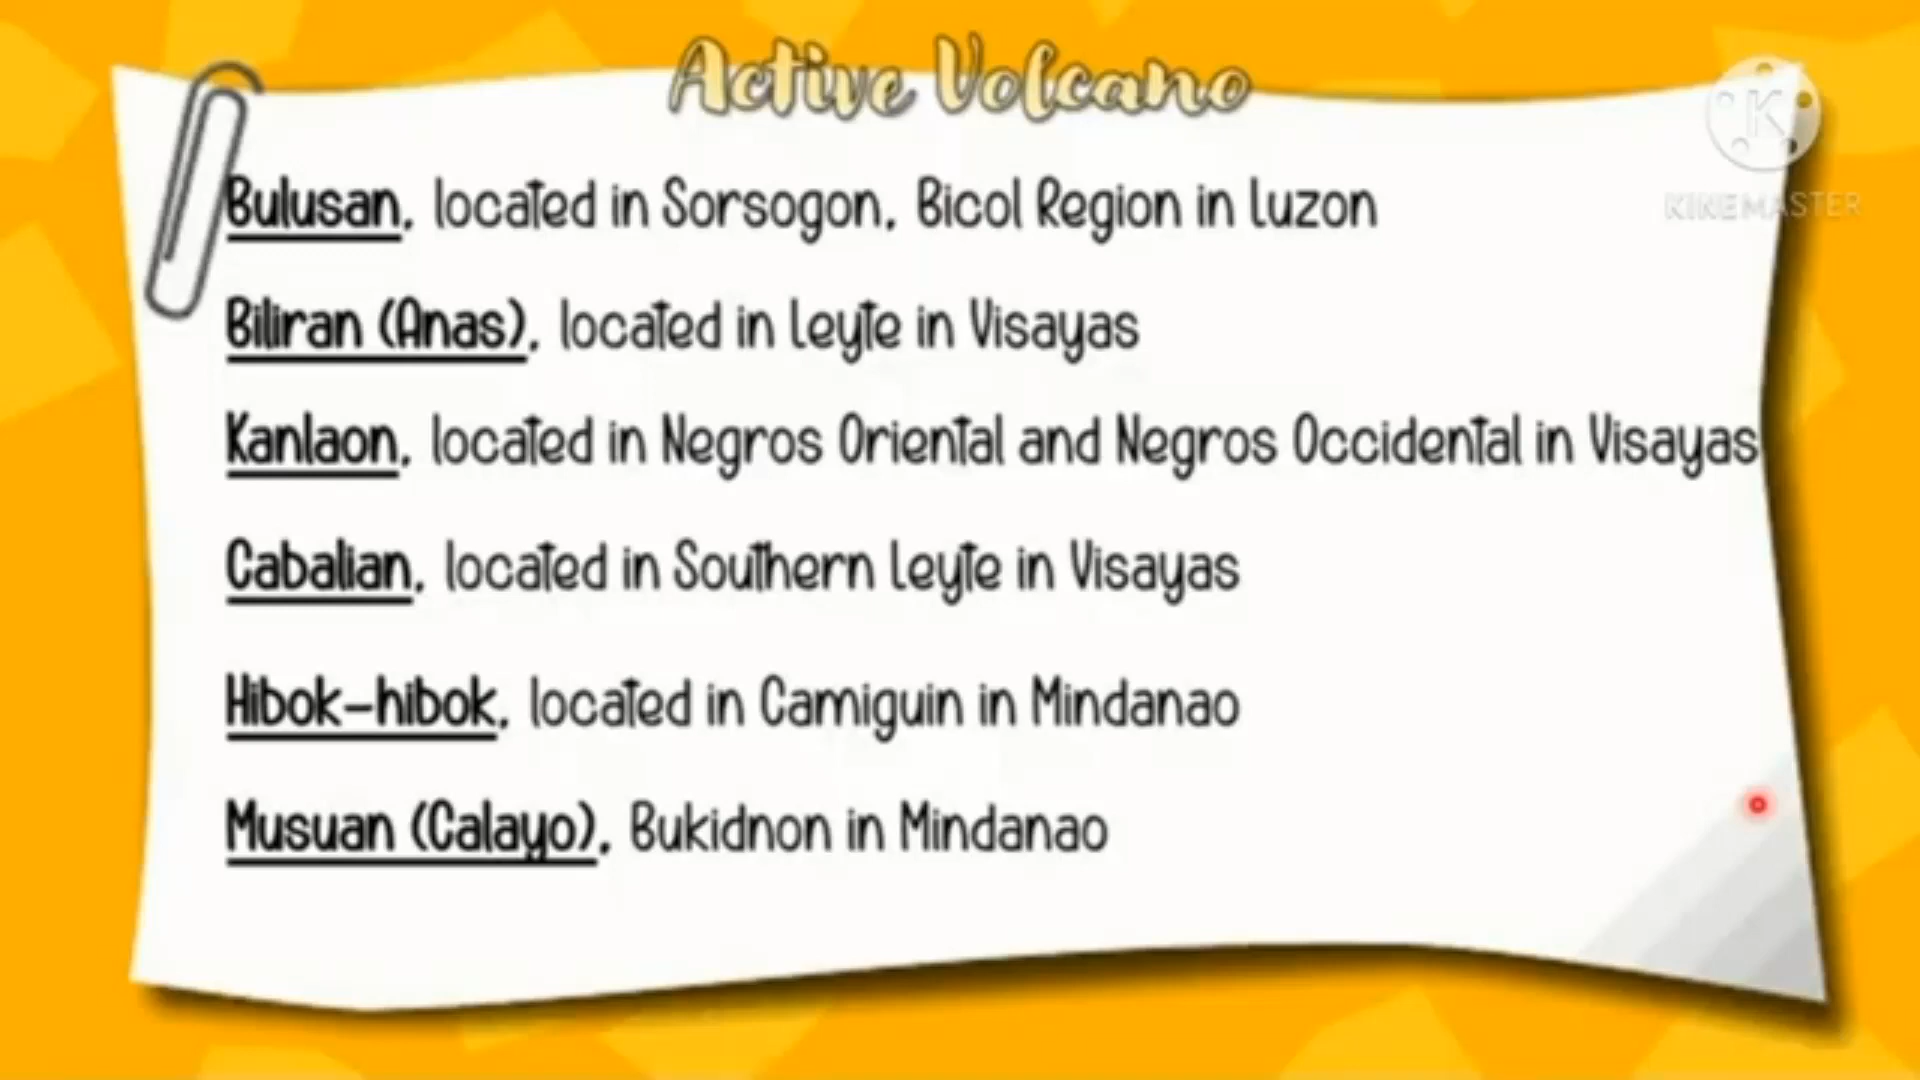 Active Volcano
K
KINEMASTER
Bulusan, located in Sorsogon, Bicol Region in Luzon
Biliran (Anas), located in Leyte in Visayas
Kanlaon, located in Negros Oriental and Negros Occidental in Visayas
Cabalian, located in Southern Leyte in Visayas
Hibok-hibok, located in Camiguin in Mindanao
Musuan (Calayo), Bukidnon in Mindanao